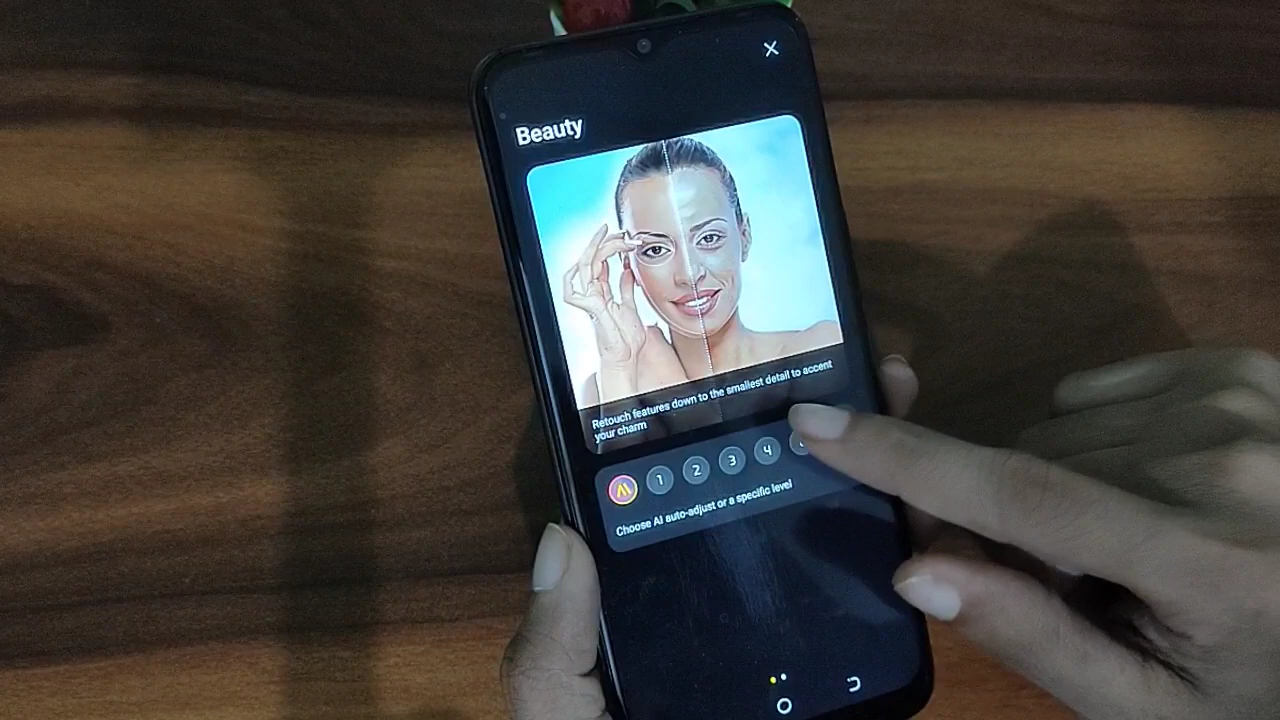 Beauty
Retouch features down to the smallest detail to accent
your charm
AI 1 2 3 4
Choose AI auto-adjust or a specific level